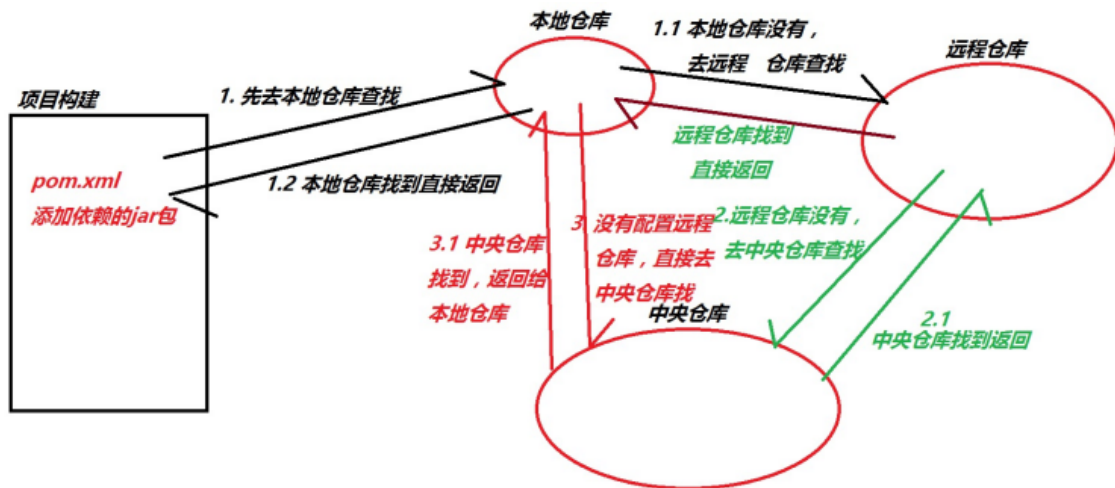 本地仓库
1.1 本地仓库没有，
去远程 仓库查找
远程仓库
项目构建
1. 先去本地仓库查找
pom.xml
添加依赖的jar包
1.2 本地仓库找到直接返回
远程仓库找到
直接返回
3.1 中央仓库
找到，返回给
本地仓库
3. 没有配置远程
仓库，直接去
中央仓库找
2.远程仓库没有，
去中央仓库查找
中央仓库
2.1
中央仓库找到返回